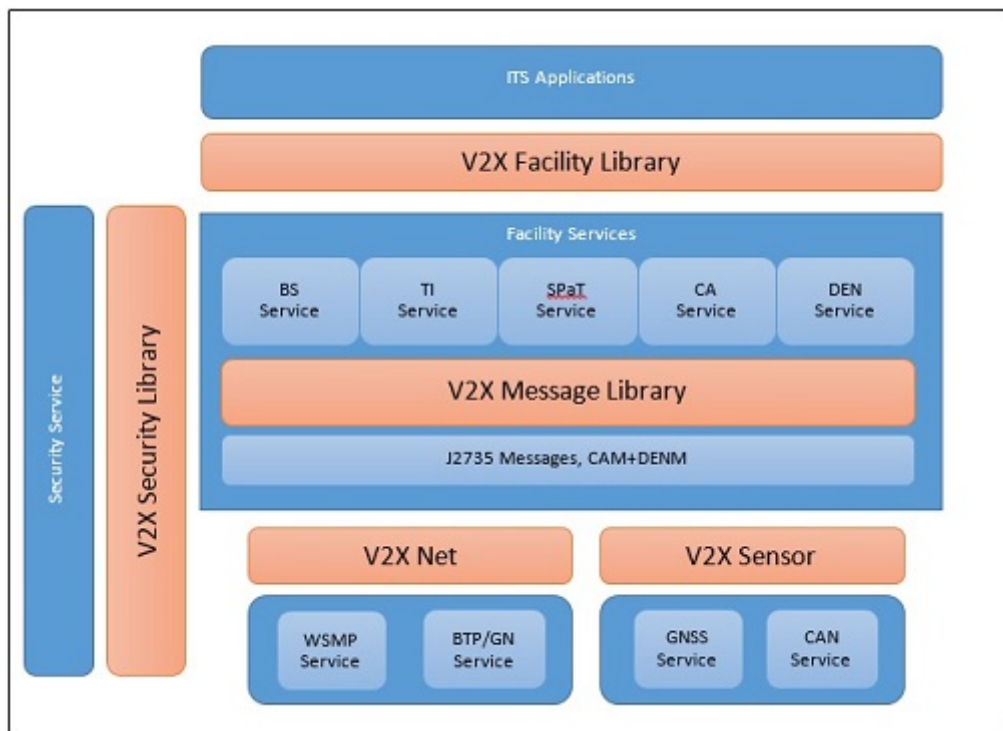 ITS Applications
V2X Facility Library
Security Service
V2X Security Library
Facility Services
BS
Service
TI
Service
SPaT
Service
CA
Service
DEN
Service
V2X Message Library
J2735 Messages, CAM+DENM
V2X Net
V2X Sensor
WSMP
Service
BTP/GN
Service
GNSS
Service
CAN
Service